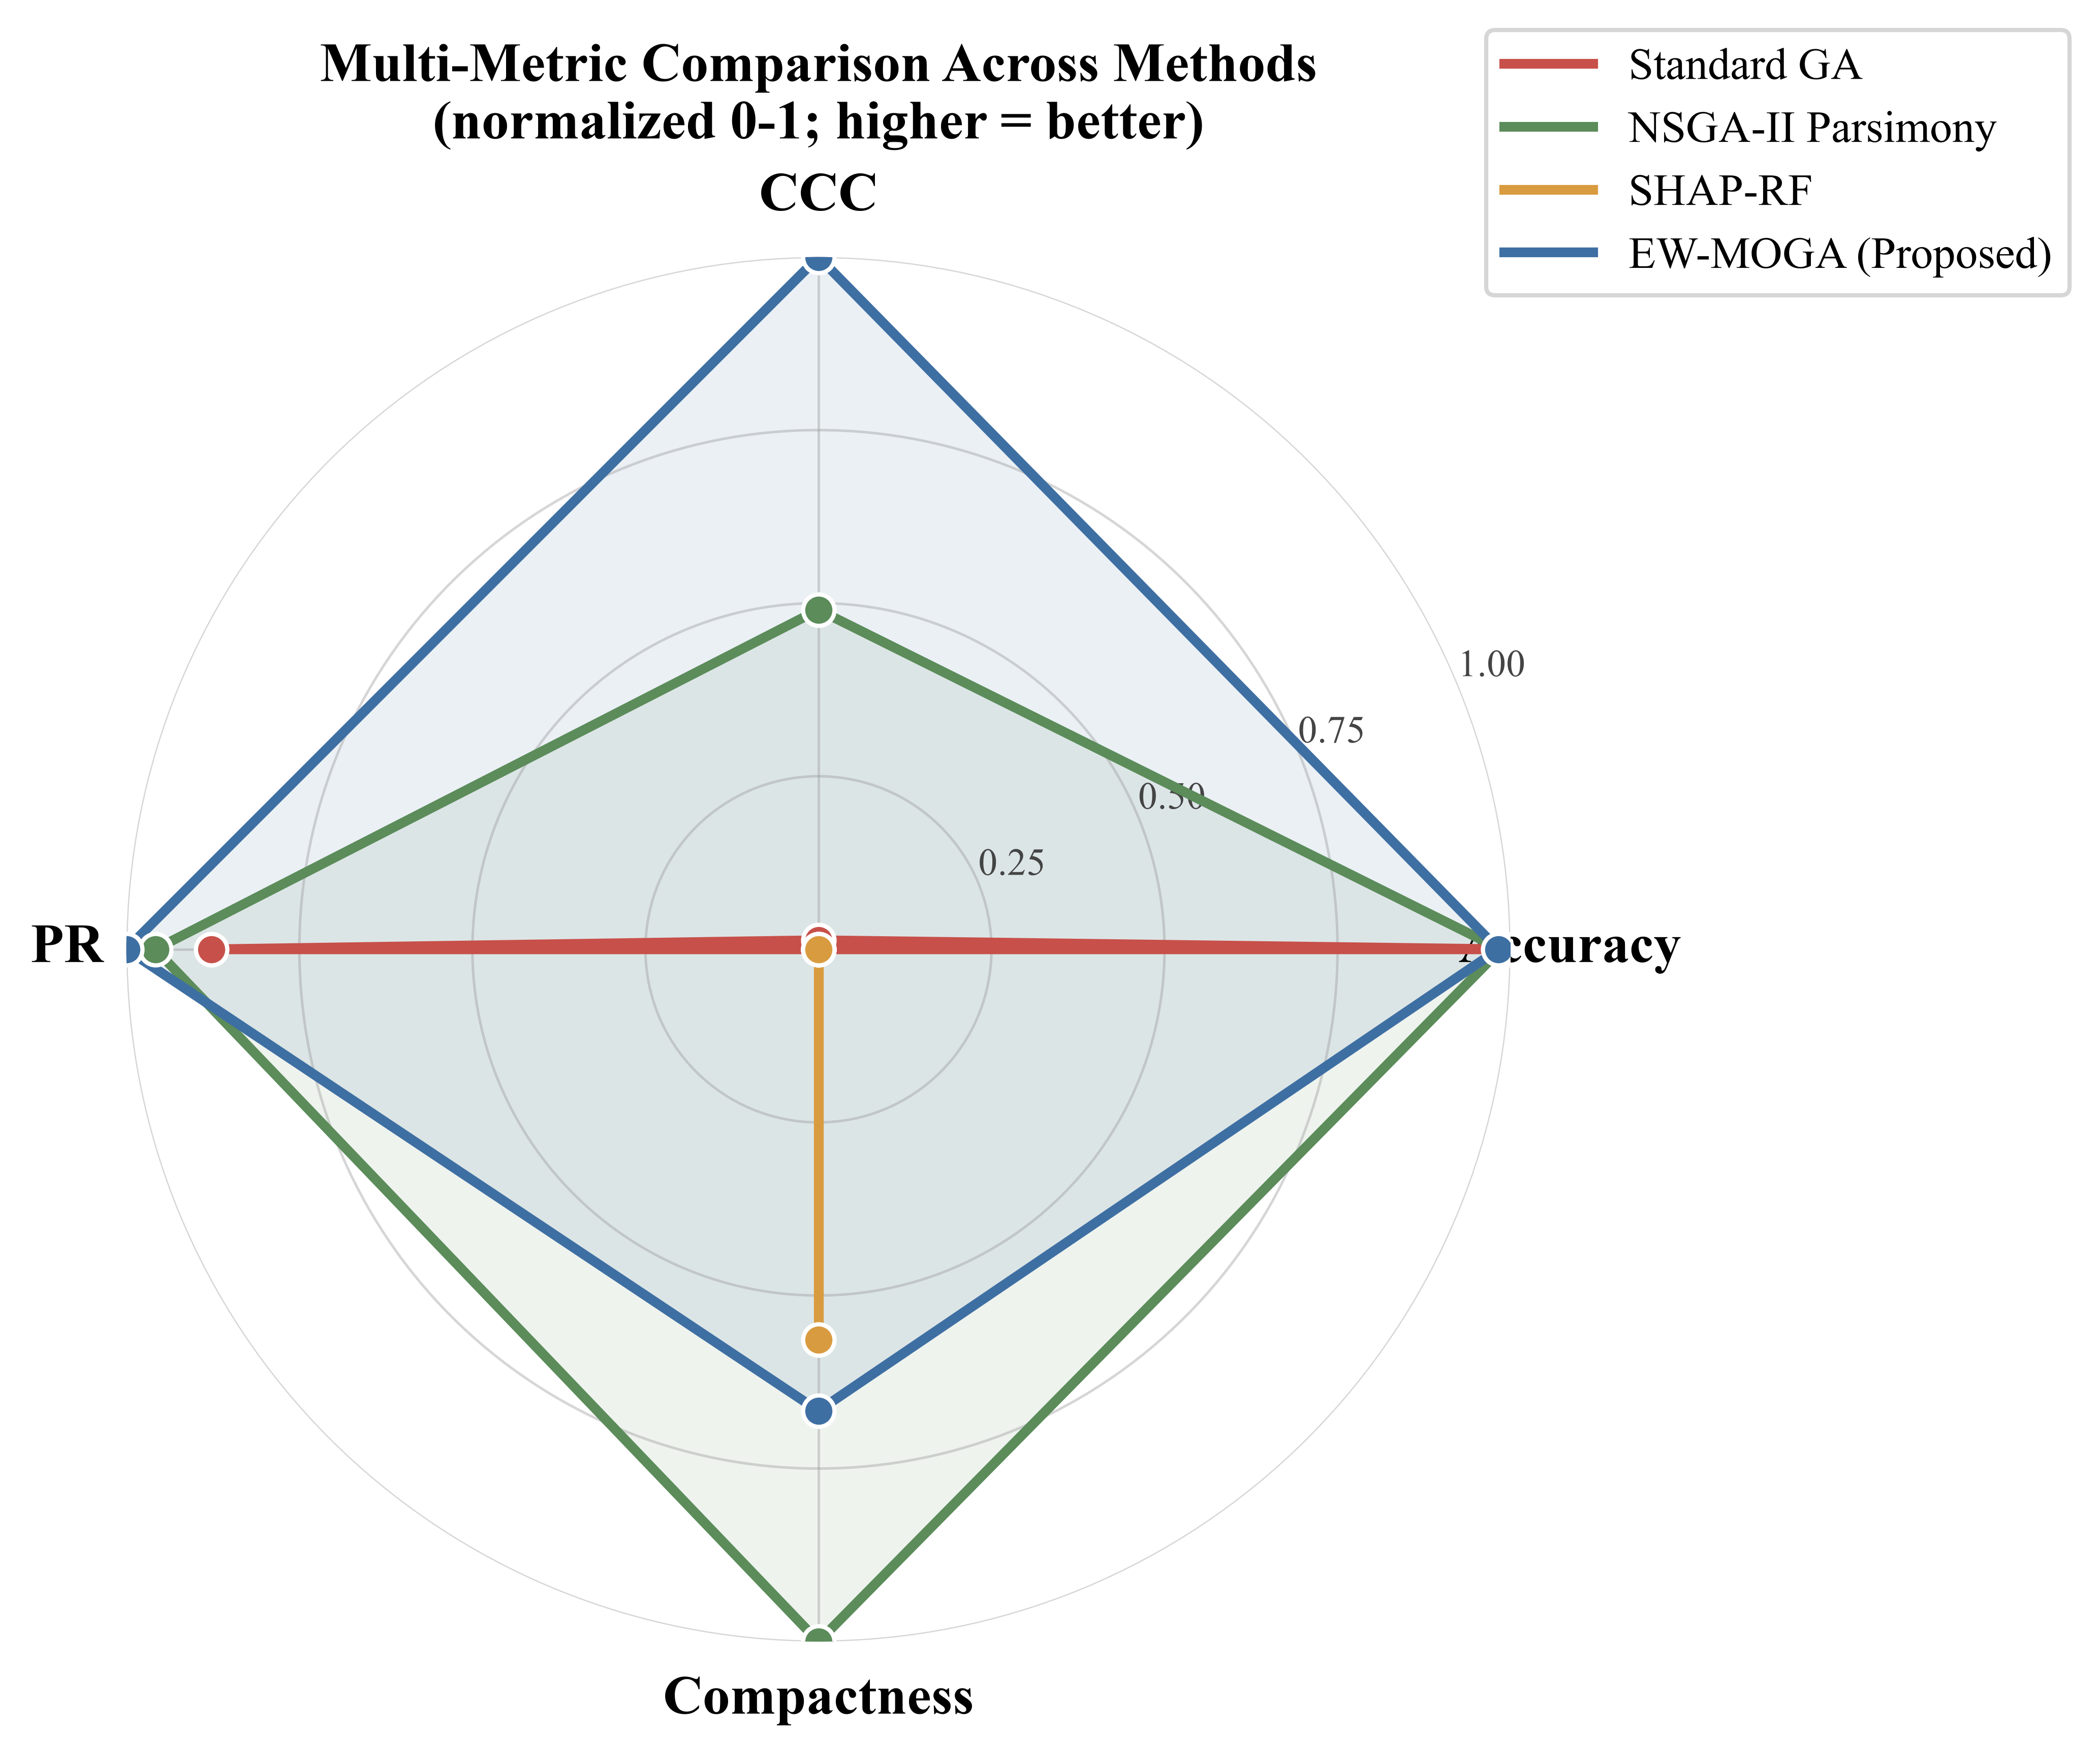 Multi-Metric Comparison Across Methods
(normalized 0-1; higher = better)
Standard GA
NSGA-II Parsimony
SHAP-RF
EW-MOGA (Proposed)
CCC
1.00
0.75
0.50
0.25
PR
Accuracy
Compactness